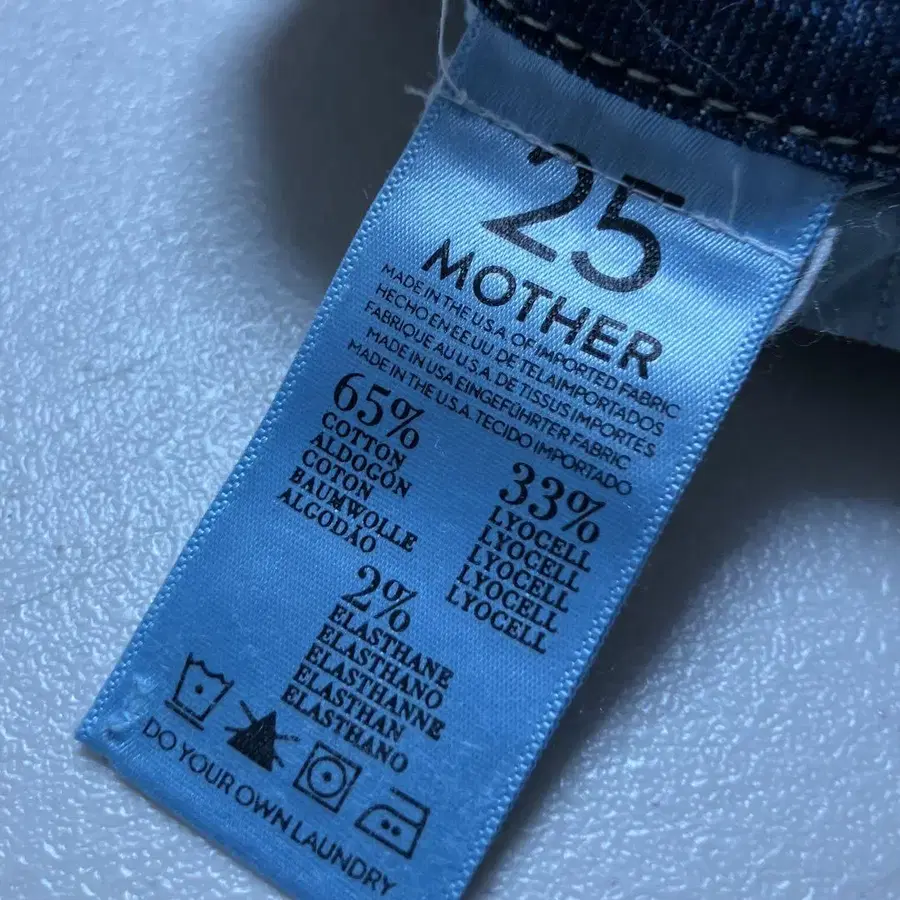 25
MOTHER
MADE IN THE U.S.A. OF IMPORTED FABRIC
HECHO EN EE UU DE TELA IMPORTADOS
FABRIQUE AU U.S.A. DE TISSUS IMPORTES
MADE IN USA EINGEFÜHRTER FABRIC
MADE IN THE U.S.A. TECIDO IMPORTADO
65%
COTTON
ALDOGÓN
COTON
BAUMWOLLE
ALGODÃO
33%
LYOCELL
LYOCELL
LYOCELL
LYOCELL
LYOCELL
2%
ELASTHANE
ELASTHANO
ELASTHANNE
ELASTHAN
ELASTHANO
DO YOUR OWN LAUNDRY